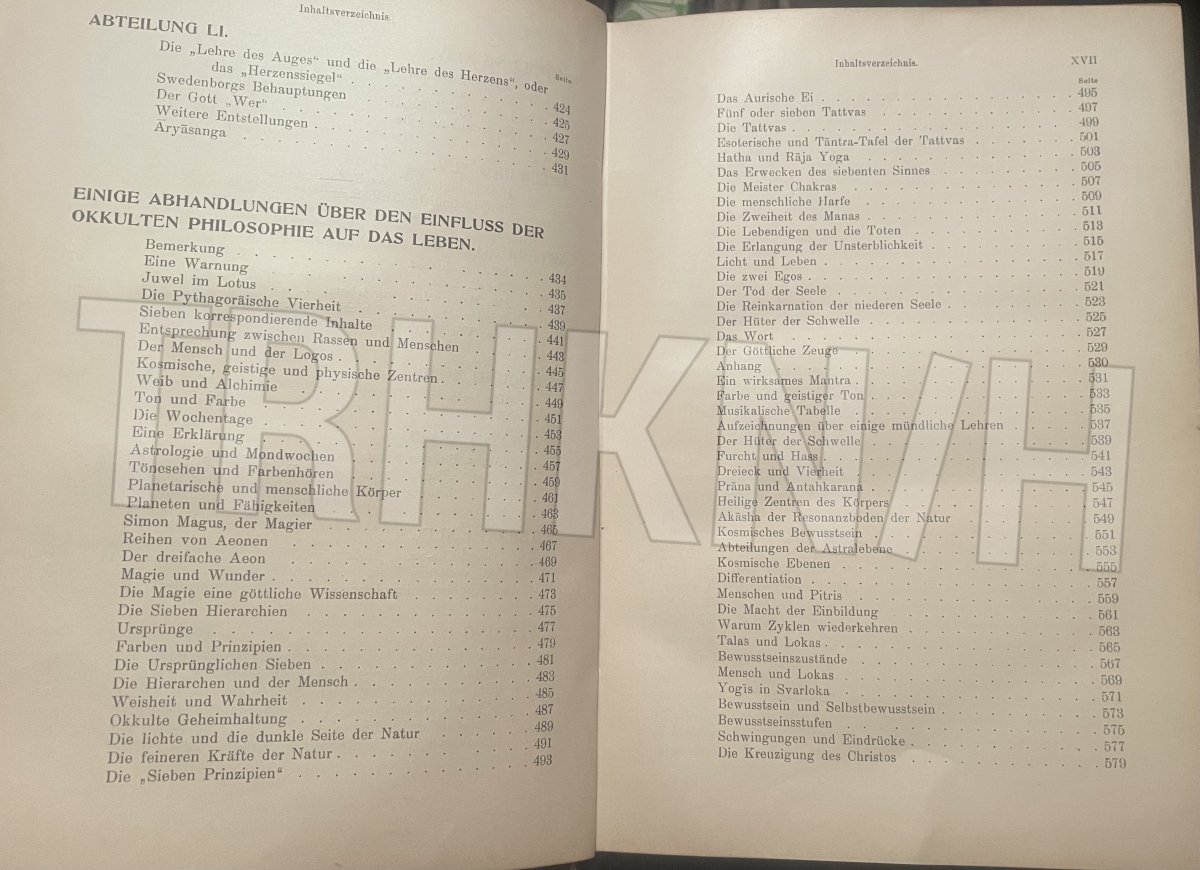 Inhaltsverzeichnis.
ABTEILUNG LI.
Seite
Die „Lehre des Auges“ und die „Lehre des Herzens“, oder
das „Herzenssiegel“ . . . . . . . . 424
Swedenborgs Behauptungen . . . . . . . . 425
Der Gott „Wer“ . . . . . . . . 427
Weitere Entstellungen . . . . . . . . 429
Āryāsanga . . . . . . . . 431
EINIGE ABHANDLUNGEN ÜBER DEN EINFLUSS DER
OKKULTEN PHILOSOPHIE AUF DAS LEBEN.
Bemerkung . . . . . . . . 434
Eine Warnung . . . . . . . . 435
Juwel im Lotus . . . . . . . . 437
Die Pythagoräische Vierheit . . . . . . . . 439
Sieben korrespondierende Inhalte . . . . . . . . 441
Entsprechung zwischen Rassen und Menschen . . . . 443
Der Mensch und der Logos . . . . . . . . 445
Kosmische, geistige und physische Zentren . . . . 447
Weib und Alchimie . . . . . . . . 449
Ton und Farbe . . . . . . . . 451
Die Wochentage . . . . . . . . 453
Eine Erklärung . . . . . . . . 455
Astrologie und Mondwochen . . . . . . . . 457
Tönesehen und Farbenhören . . . . . . . . 459
Planetarische und menschliche Körper . . . . . . 461
Planeten und Fähigkeiten . . . . . . . . 463
Simon Magus, der Magier . . . . . . . . 465
Reihen von Aeonen . . . . . . . . 467
Der dreifache Aeon . . . . . . . . 469
Magie und Wunder . . . . . . . . 471
Die Magie eine göttliche Wissenschaft . . . . . . 473
Die Sieben Hierarchien . . . . . . . . 475
Ursprünge . . . . . . . . 477
Farben und Prinzipien . . . . . . . . 479
Die Ursprünglichen Sieben . . . . . . . . 481
Die Hierarchen und der Mensch . . . . . . . . 483
Weisheit und Wahrheit . . . . . . . . 485
Okkulte Geheimhaltung . . . . . . . . 487
Die lichte und die dunkle Seite der Natur . . . . 489
Die feineren Kräfte der Natur . . . . . . . . 491
Die „Sieben Prinzipien“ . . . . . . . . 493
Inhaltsverzeichnis. XVII
Seite
Das Aurische Ei . . . . . . . . 495
Fünf oder sieben Tattvas . . . . . . . . 497
Die Tattvas . . . . . . . . 499
Esoterische und Tāntra-Tafel der Tattvas . . . . 501
Hatha und Rāja Yoga . . . . . . . . 503
Das Erwecken des siebenten Sinnes . . . . . . 505
Die Meister Chakras . . . . . . . . 507
Die menschliche Harfe . . . . . . . . 509
Die Zweiheit des Manas . . . . . . . . 511
Die Lebendigen und die Toten . . . . . . . . 513
Die Erlangung der Unsterblichkeit . . . . . . 515
Licht und Leben . . . . . . . . 517
Die zwei Egos . . . . . . . . 519
Der Tod der Seele . . . . . . . . 521
Die Reinkarnation der niederen Seele . . . . . . 523
Der Hüter der Schwelle . . . . . . . . 525
Das Wort . . . . . . . . 527
Der Göttliche Zeuge . . . . . . . . 529
Anhang . . . . . . . . 530
Ein wirksames Mantra . . . . . . . . 531
Farbe und geistiger Ton . . . . . . . . 533
Musikalische Tabelle . . . . . . . . 535
Aufzeichnungen über einige mündliche Lehren . . . . 537
Der Hüter der Schwelle . . . . . . . . 539
Furcht und Hass . . . . . . . . 541
Dreieck und Vierheit . . . . . . . . 543
Prāna und Antahkarana . . . . . . . . 545
Heilige Zentren des Körpers . . . . . . . . 547
Akāsha der Resonanzboden der Natur . . . . . . 549
Kosmisches Bewusstsein . . . . . . . . 551
Abteilungen der Astralebene . . . . . . . . 553
Kosmische Ebenen . . . . . . . . 555
Differentiation . . . . . . . . 557
Menschen und Pitris . . . . . . . . 559
Die Macht der Einbildung . . . . . . . . 561
Warum Zyklen wiederkehren . . . . . . . . 563
Talas und Lokas . . . . . . . . 565
Bewusstseinszustände . . . . . . . . 567
Mensch und Lokas . . . . . . . . 569
Yogīs in Svarloka . . . . . . . . 571
Bewusstsein und Selbstbewusstsein . . . . . . 573
Bewusstseinsstufen . . . . . . . . 575
Schwingungen und Eindrücke . . . . . . . . 577
Die Kreuzigung des Christos . . . . . . . . 579